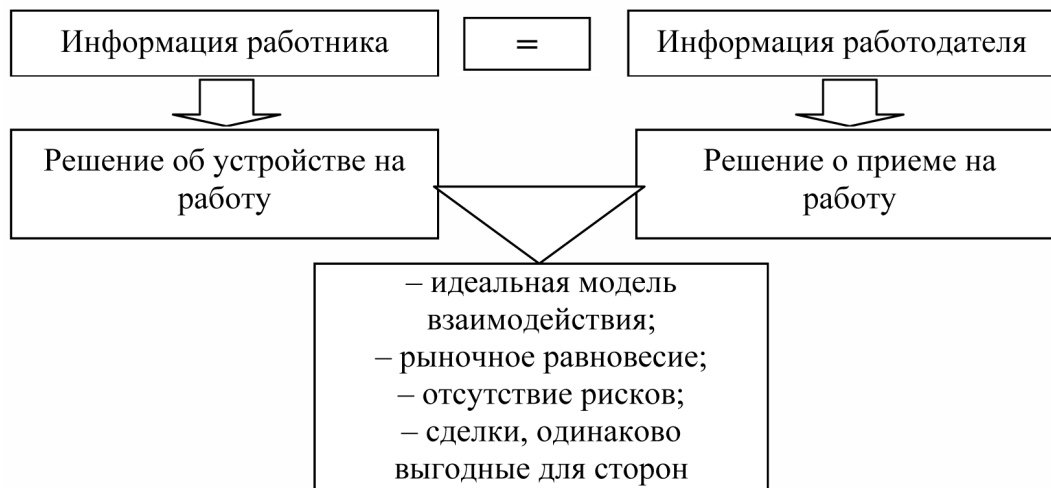 Информация работника
=
Информация работодателя
Решение об устройстве на
работу
Решение о приеме на
работу
– идеальная модель
взаимодействия;
– рыночное равновесие;
– отсутствие рисков;
– сделки, одинаково
выгодные для сторон